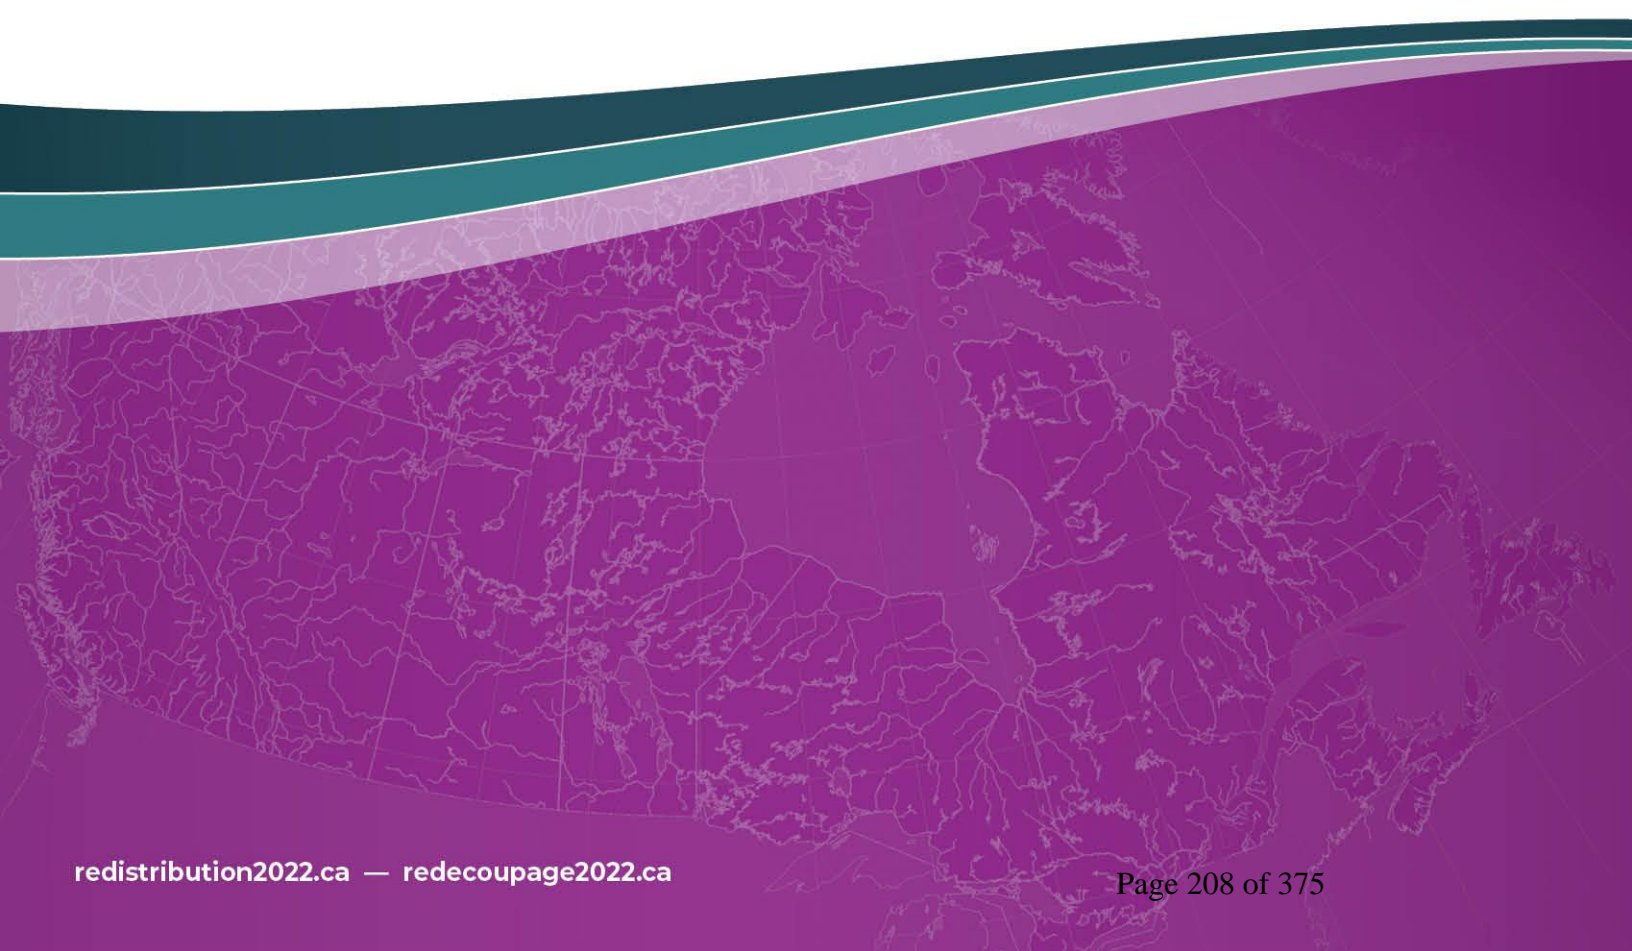 redistribution2022.ca — redecoupage2022.ca
Page 208 of 375